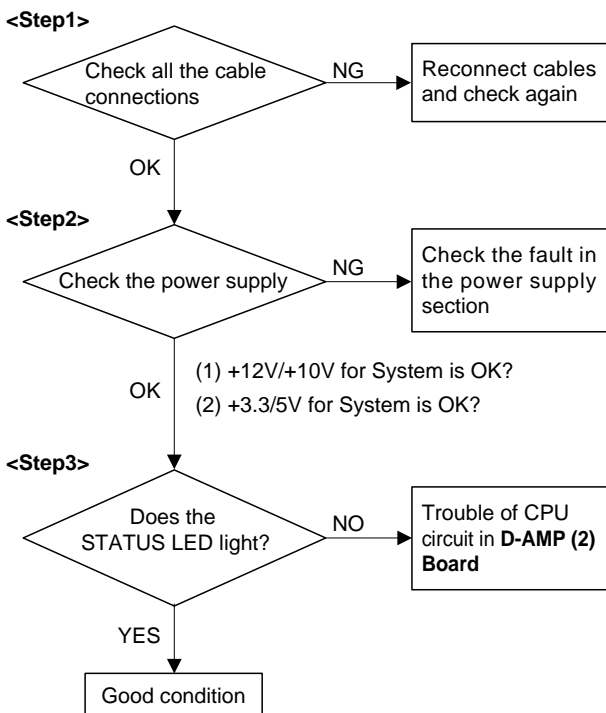 <Step1>
Check all the cable
connections
NG
Reconnect cables
and check again
OK
<Step2>
Check the power supply
NG
Check the fault in
the power supply
section
OK
(1) +12V/+10V for System is OK?
(2) +3.3/5V for System is OK?
<Step3>
Does the
STATUS LED light?
NO
Trouble of CPU
circuit in D-AMP (2)
Board
YES
Good condition